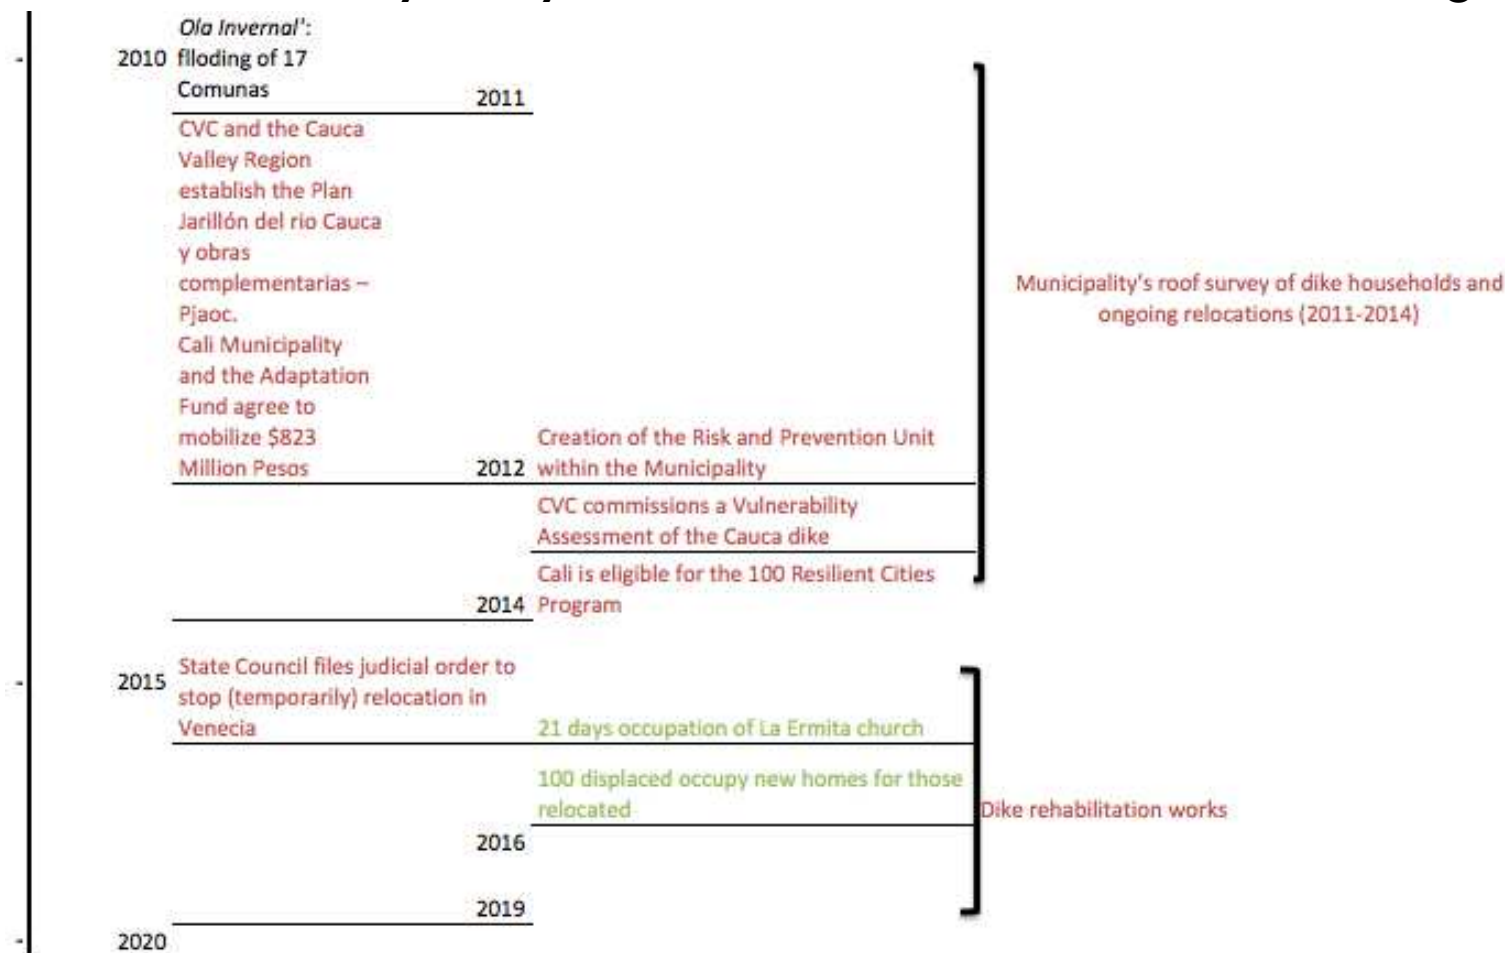 Ola Invernal':
2010 flloding of 17
Comunas
2011
CVC and the Cauca
Valley Region
establish the Plan
Jarillón del rio Cauca
y obras
complementarias –
Pjaoc.
Cali Municipality
and the Adaptation
Fund agree to
mobilize $823
Million Pesos
2012
Creation of the Risk and Prevention Unit
within the Municipality
CVC commissions a Vulnerability
Assessment of the Cauca dike
Cali is eligible for the 100 Resilient Cities
Program
2014
Municipality's roof survey of dike households and
ongoing relocations (2011-2014)
2015
State Council files judicial order to
stop (temporarily) relocation in
Venecia
21 days occupation of La Ermita church
100 displaced occupy new homes for those
relocated
2016
Dike rehabilitation works
2019
2020